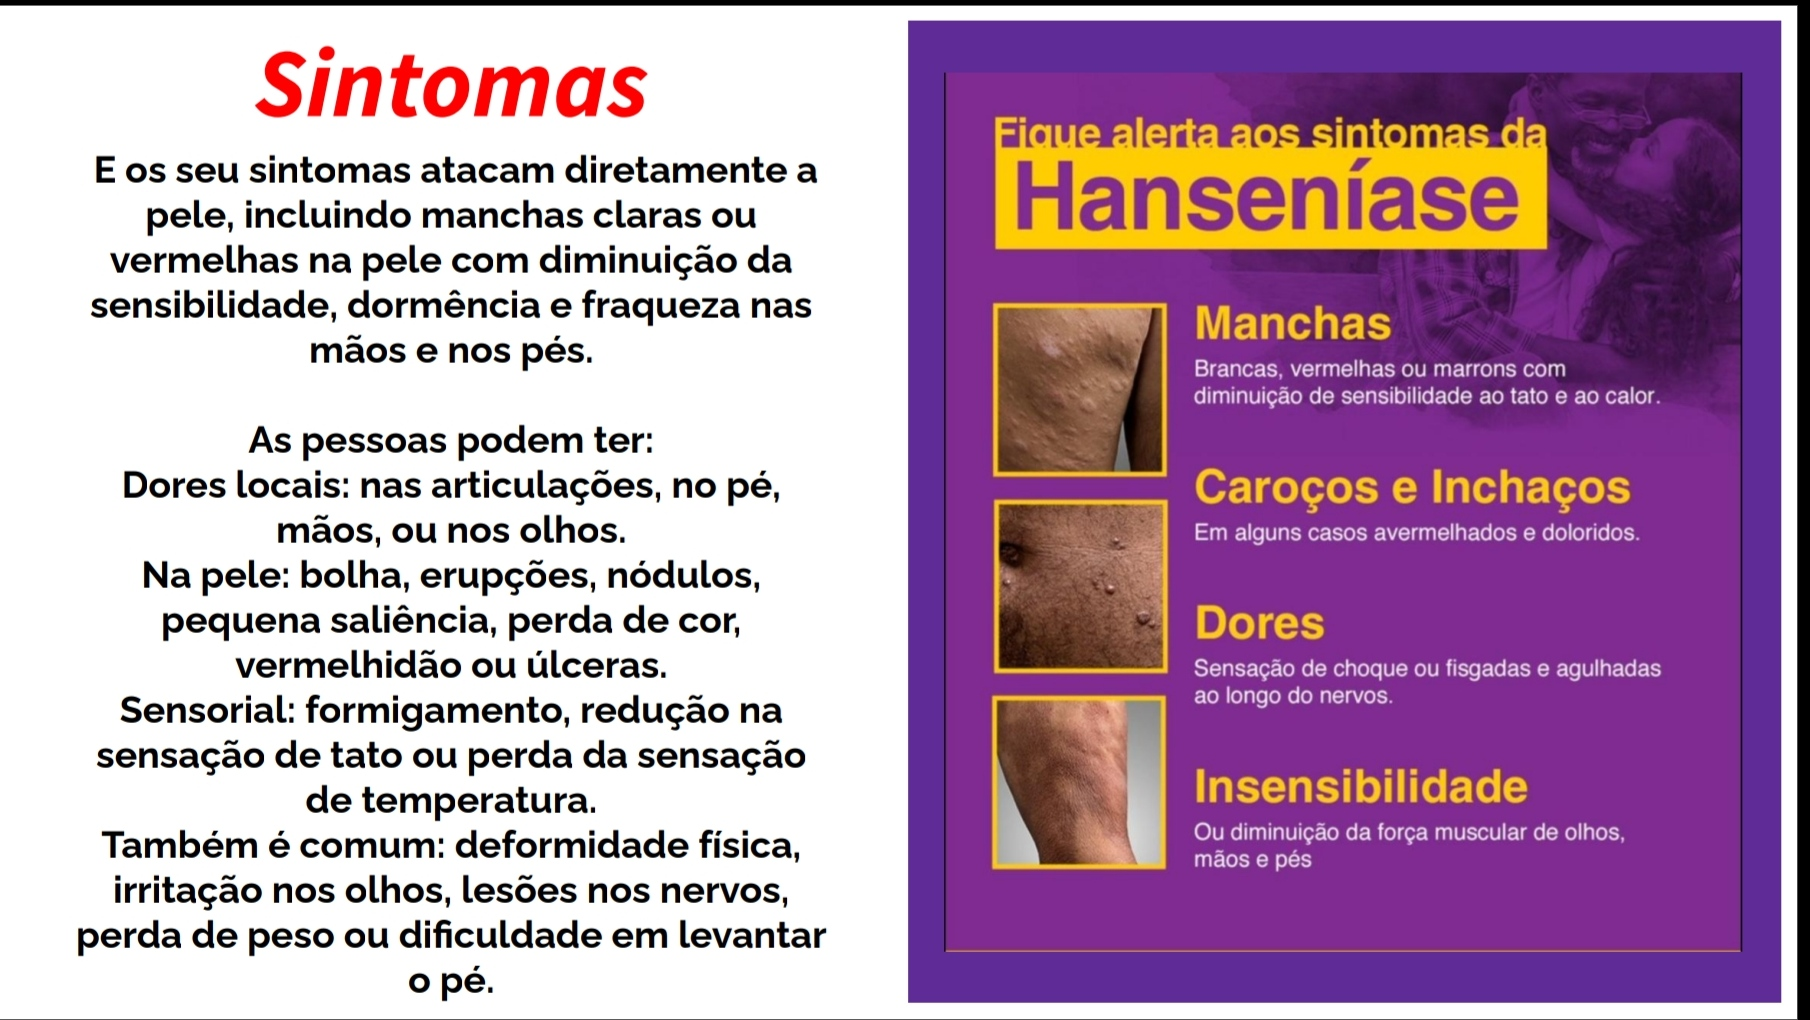 Sintomas
E os seu sintomas atacam diretamente a
pele, incluindo manchas claras ou
vermelhas na pele com diminuição da
sensibilidade, dormência e fraqueza nas
mãos e nos pés.
As pessoas podem ter:
Dores locais: nas articulações, no pé,
mãos, ou nos olhos.
Na pele: bolha, erupções, nódulos,
pequena saliência, perda de cor,
vermelhidão ou úlceras.
Sensorial: formigamento, redução na
sensação de tato ou perda da sensação
de temperatura.
Também é comum: deformidade física,
irritação nos olhos, lesões nos nervos,
perda de peso ou dificuldade em levantar
o pé.
Fique alerta aos sintomas da
Hanseníase
Manchas
Brancas, vermelhas ou marrons com
diminuição de sensibilidade ao tato e ao calor.
Caroços e Inchaços
Em alguns casos avermelhados e doloridos.
Dores
Sensação de choque ou fisgadas e agulhadas
ao longo do nervos.
Insensibilidade
Ou diminuição da força muscular de olhos,
mãos e pés